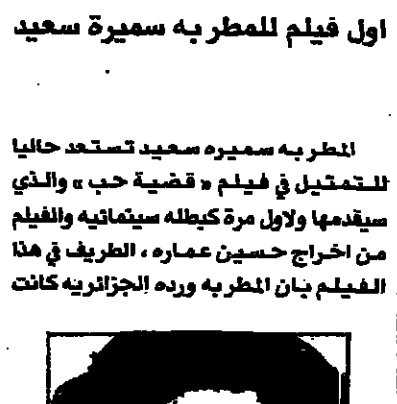 اول فيلم للمطربه سميرة سعيد
المطربه سميره سعيد تستعد حاليا
للتمثيل في فيلم « قضية حب » والذي
سيقدمها ولاول مرة كبطله سينمائيه والفيلم
من اخراج حسين عماره ، الطريف في هذا
الفيلم بان المطربه ورده الجزائريه كانت